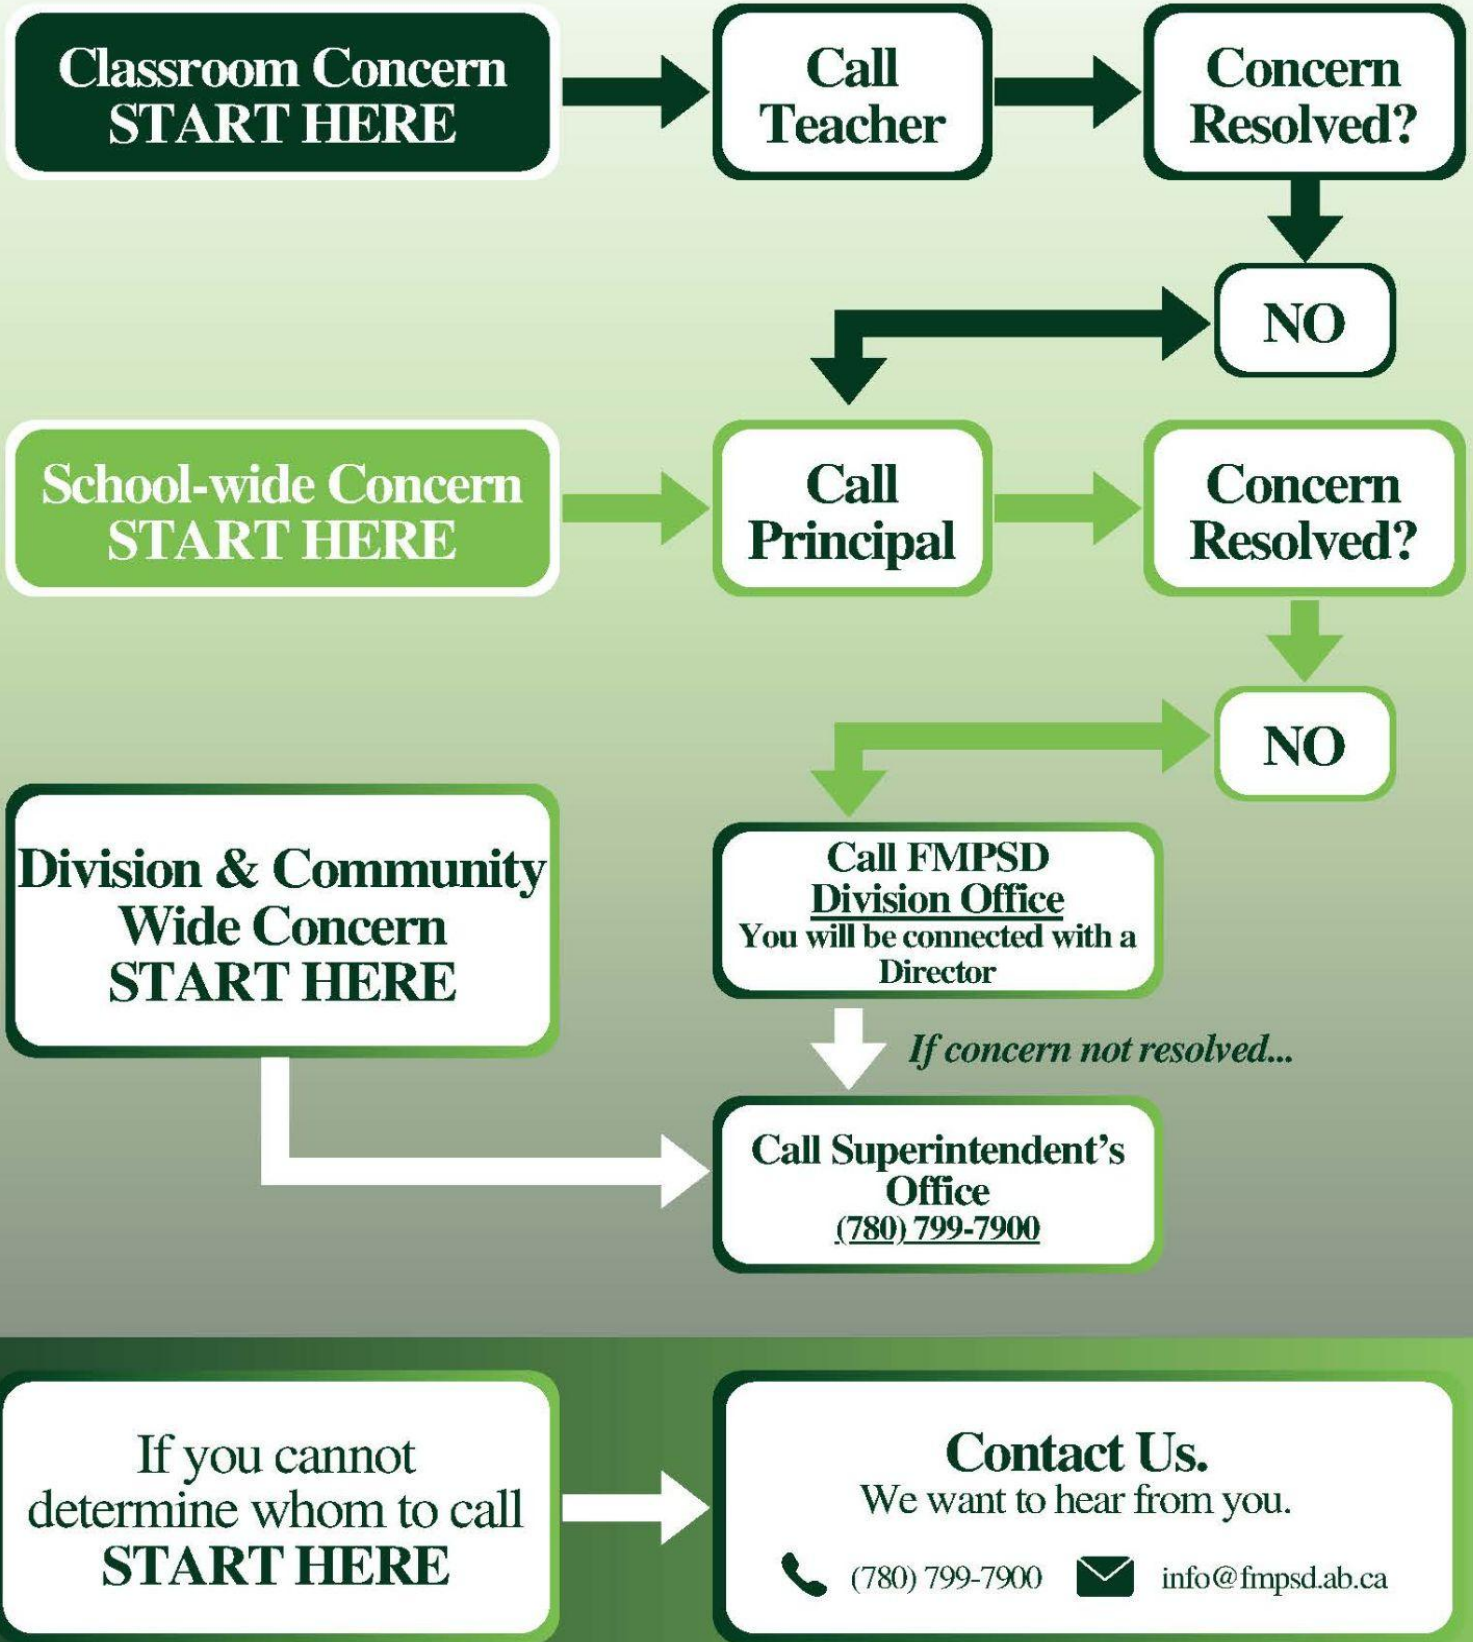 Classroom Concern
START HERE
Call
Teacher
Concern
Resolved?
NO
School-wide Concern
START HERE
Call
Principal
Concern
Resolved?
NO
Division & Community
Wide Concern
START HERE
Call FMPSD
Division Office
You will be connected with a
Director
If concern not resolved...
Call Superintendent's
Office
(780) 799-7900
If you cannot
determine whom to call
START HERE
Contact Us.
We want to hear from you.
(780) 799-7900 info@fmpsd.ab.ca